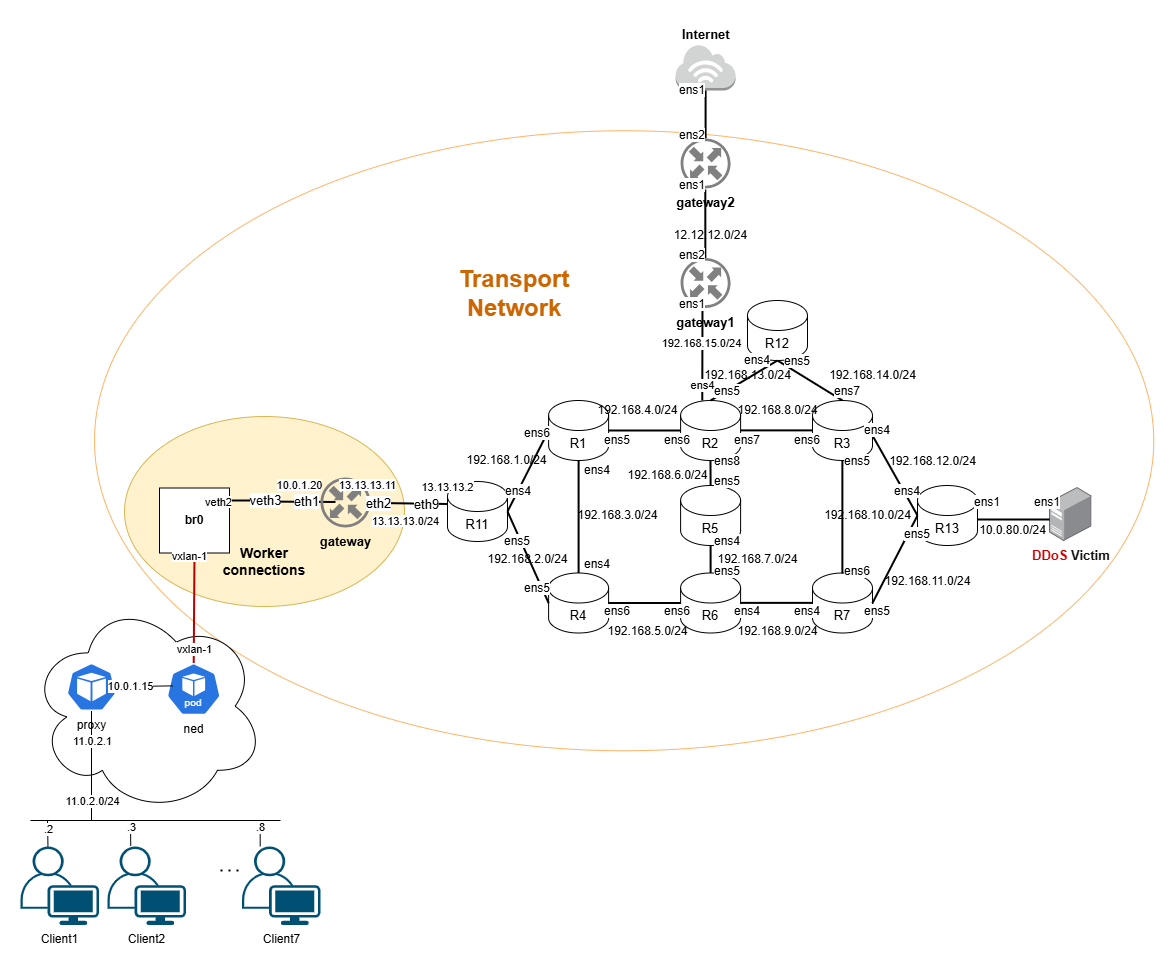 Internet
ens1
ens2
ens1
gateway2
12.12.12.0/24
ens2
ens1
gateway1
192.168.15.0/24
Transport
Network
R12
ens4
ens5
192.168.13.0/24
192.168.14.0/24
ens4
ens5
ens7
192.168.4.0/24
192.168.8.0/24
ens6
R1
ens5
ens6
R2
ens7
ens6
R3
ens4
192.168.1.0/24
ens4
192.168.6.0/24
ens8
ens5
192.168.12.0/24
10.0.1.20
13.13.13.11
13.13.13.2
ens4
ens5
ens4
veth2
veth3
eth1
eth2
eth9
ens1
ens1
br0
13.13.13.0/24
R11
192.168.3.0/24
R5
192.168.10.0/24
R13
10.0.80.0/24
gateway
ens5
ens4
ens5
vxlan-1
Worker
connections
192.168.2.0/24
192.168.7.0/24
DDoS Victim
ens4
ens5
ens6
192.168.11.0/24
ens5
R4
ens6
ens6
R6
ens4
ens4
R7
ens5
192.168.5.0/24
192.168.9.0/24
vxlan-1
10.0.1.15
pod
proxy
ned
11.0.2.1
11.0.2.0/24
.2
.3
.8
...
Client1
Client2
Client7